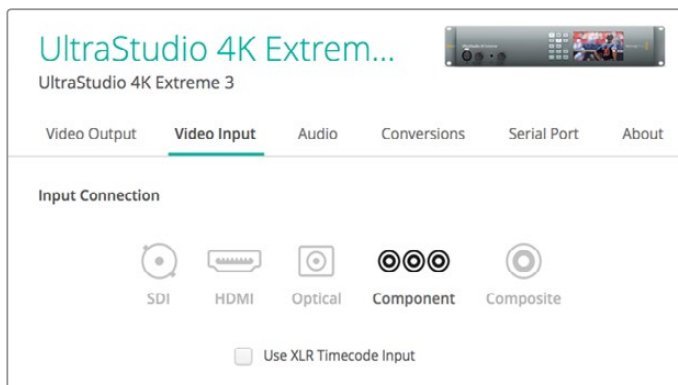 UltraStudio 4K Extrem...
UltraStudio 4K Extreme 3
Video Output Video Input Audio Conversions Serial Port About
Input Connection
SDI HDMI Optical Component Composite
Use XLR Timecode Input